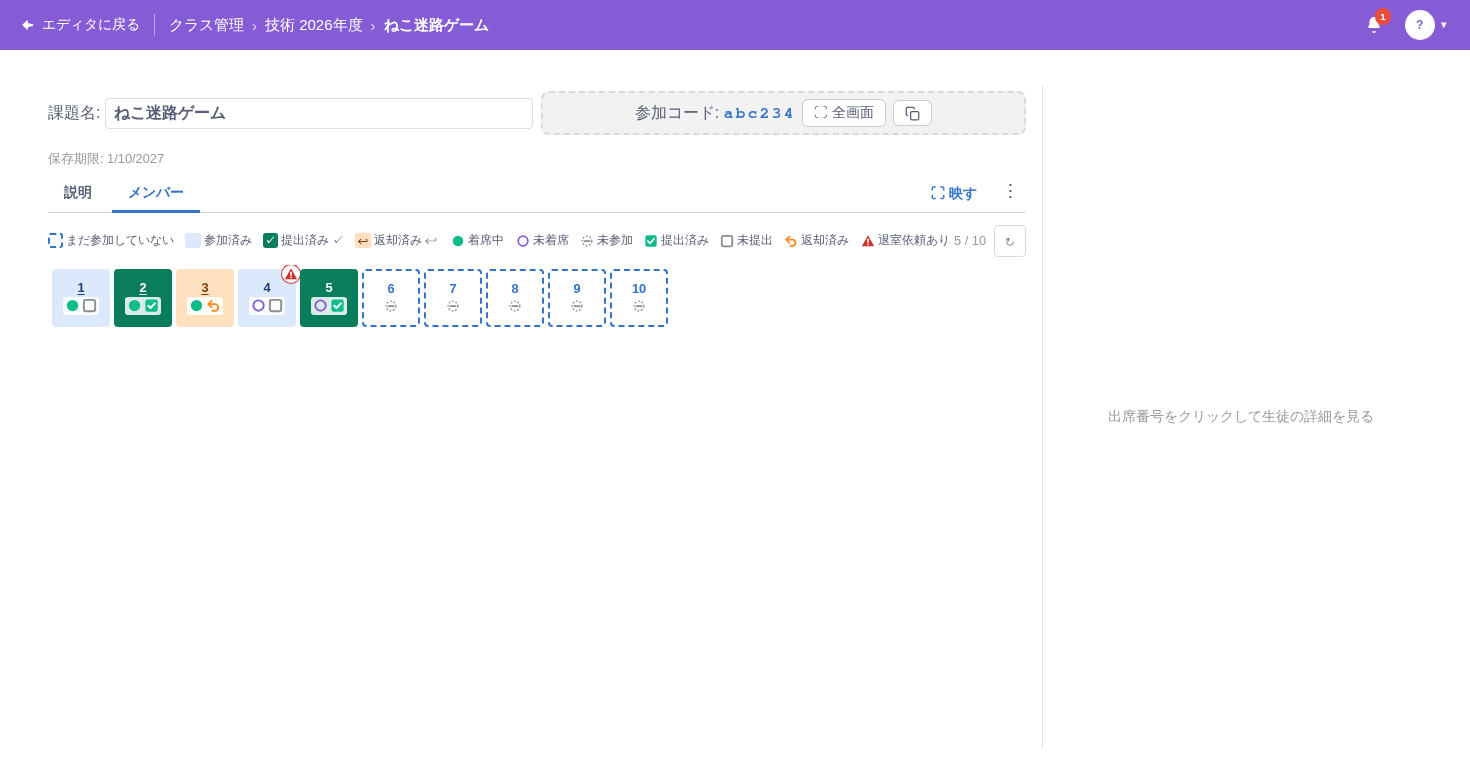 エディタに戻る クラス管理 › 技術 2026年度 › ねこ迷路ゲーム 1 ? ▼
課題名: ねこ迷路ゲーム 参加コード: abc234 全画面
保存期限: 1/10/2027
説明 メンバー 映す ⋮
まだ参加していない 参加済み ✓ 提出済み ✓ ↩ 返却済み ↩ 着席中 未着席 未参加 提出済み 未提出 返却済み 退室依頼あり 5 / 10 ↻
1 2 3 4 5 6 7 8 9 10
出席番号をクリックして生徒の詳細を見る